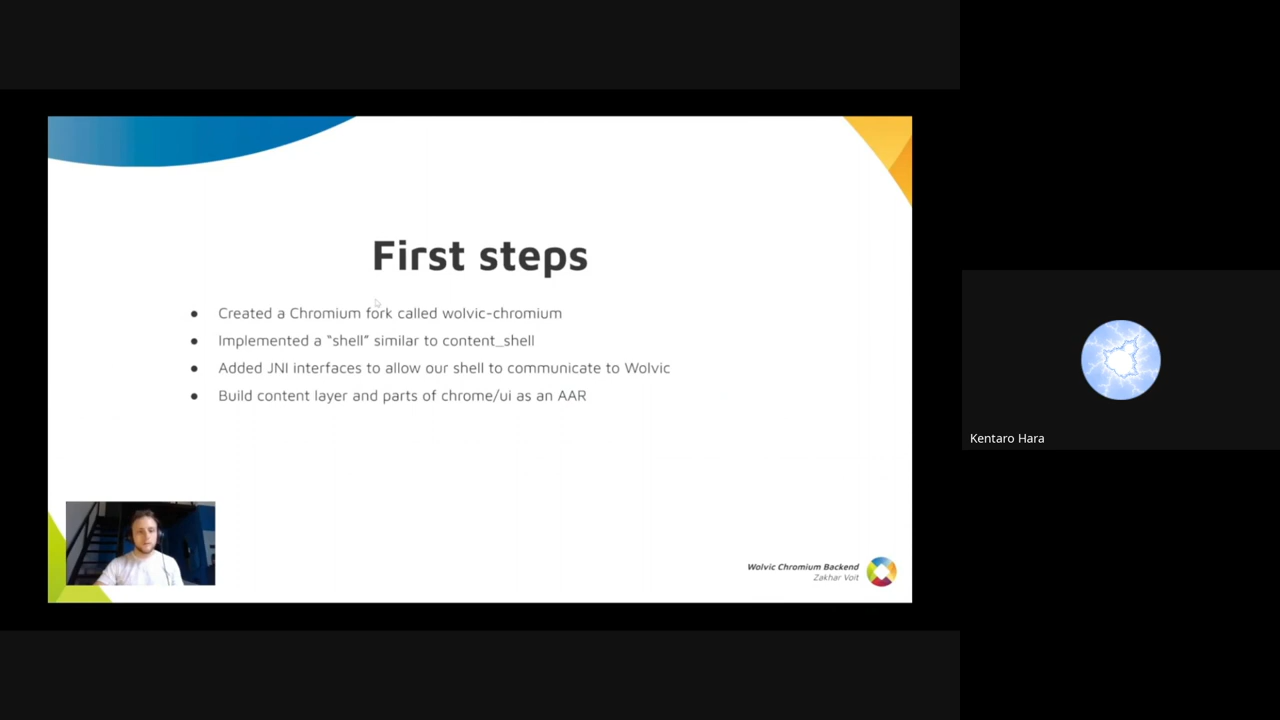 First steps
● Created a Chromium fork called wolvic-chromium
● Implemented a “shell” similar to content_shell
● Added JNI interfaces to allow our shell to communicate to Wolvic
● Build content layer and parts of chrome/ui as an AAR
Wolvic Chromium Backend
Zakhar Voit
Kentaro Hara